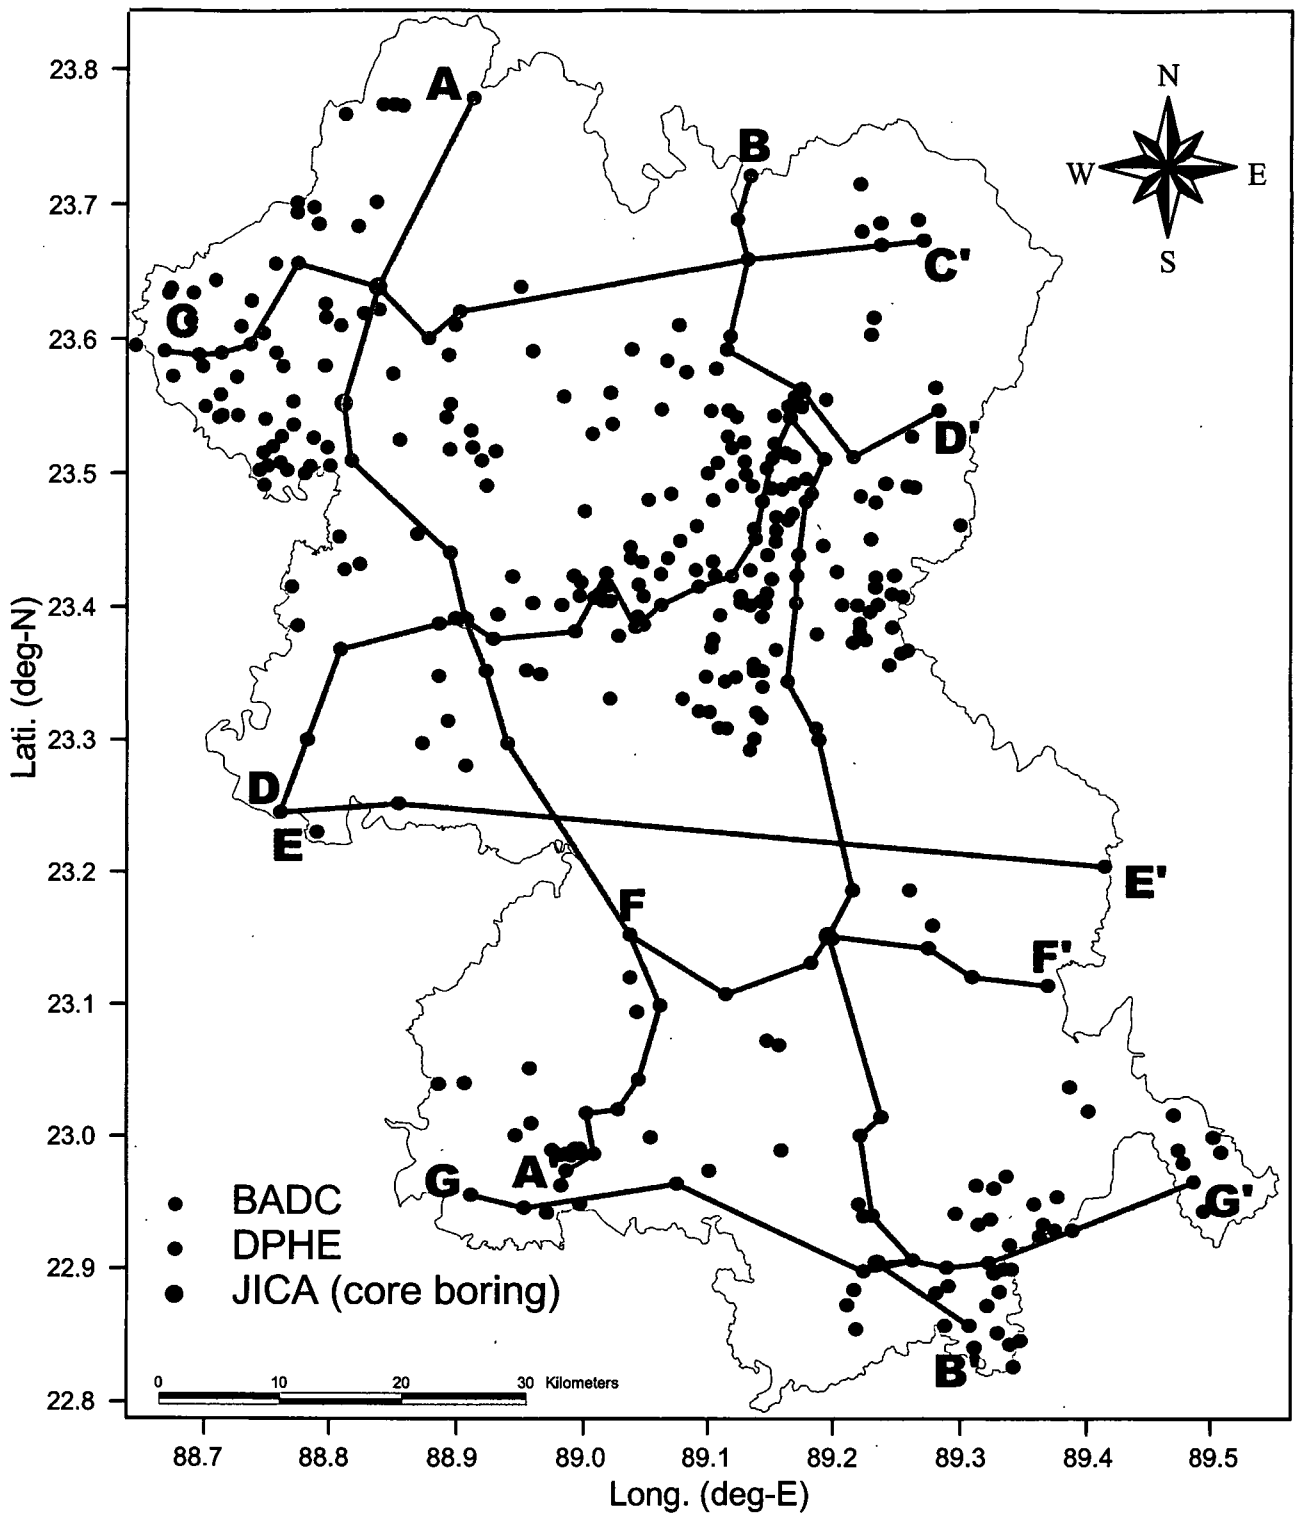 N
W E
S
A
B
C'
C
D'
D
E
E'
F
F'
A'
G
G'
B'
BADC
DPHE
JICA (core boring)
0 10 20 30 Kilometers
23.8
23.7
23.6
23.5
23.4
23.3
23.2
23.1
23.0
22.9
22.8
Lati. (deg-N)
88.7 88.8 88.9 89.0 89.1 89.2 89.3 89.4 89.5
Long. (deg-E)